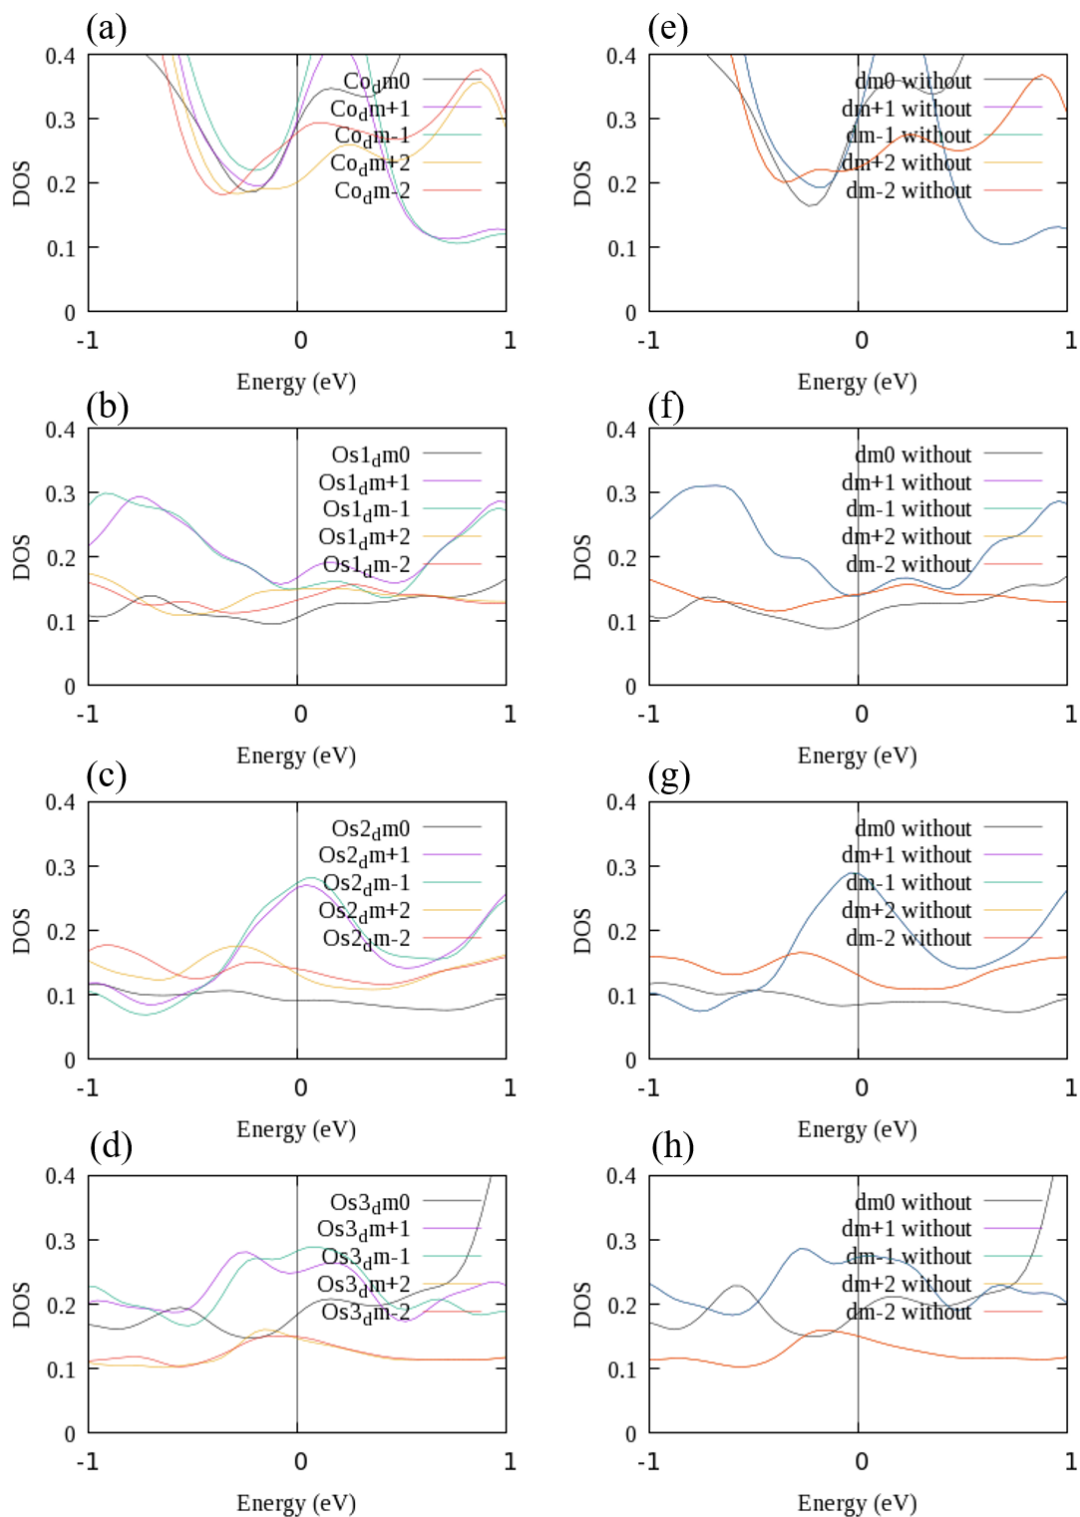 (a)
0.4
0.3
0.2
0.1
0
DOS
Co_dm0
Co_dm+1
Co_dm-1
Co_dm+2
Co_dm-2
-1 0 1
Energy (eV)
(e)
0.4
0.3
0.2
0.1
0
DOS
dm0 without
dm+1 without
dm-1 without
dm+2 without
dm-2 without
-1 0 1
Energy (eV)
(b)
0.4
0.3
0.2
0.1
0
DOS
Os1_dm0
Os1_dm+1
Os1_dm-1
Os1_dm+2
Os1_dm-2
-1 0 1
Energy (eV)
(f)
0.4
0.3
0.2
0.1
0
DOS
dm0 without
dm+1 without
dm-1 without
dm+2 without
dm-2 without
-1 0 1
Energy (eV)
(c)
0.4
0.3
0.2
0.1
0
DOS
Os2_dm0
Os2_dm+1
Os2_dm-1
Os2_dm+2
Os2_dm-2
-1 0 1
Energy (eV)
(g)
0.4
0.3
0.2
0.1
0
DOS
dm0 without
dm+1 without
dm-1 without
dm+2 without
dm-2 without
-1 0 1
Energy (eV)
(d)
0.4
0.3
0.2
0.1
0
DOS
Os3_dm0
Os3_dm+1
Os3_dm-1
Os3_dm+2
Os3_dm-2
-1 0 1
Energy (eV)
(h)
0.4
0.3
0.2
0.1
0
DOS
dm0 without
dm+1 without
dm-1 without
dm+2 without
dm-2 without
-1 0 1
Energy (eV)